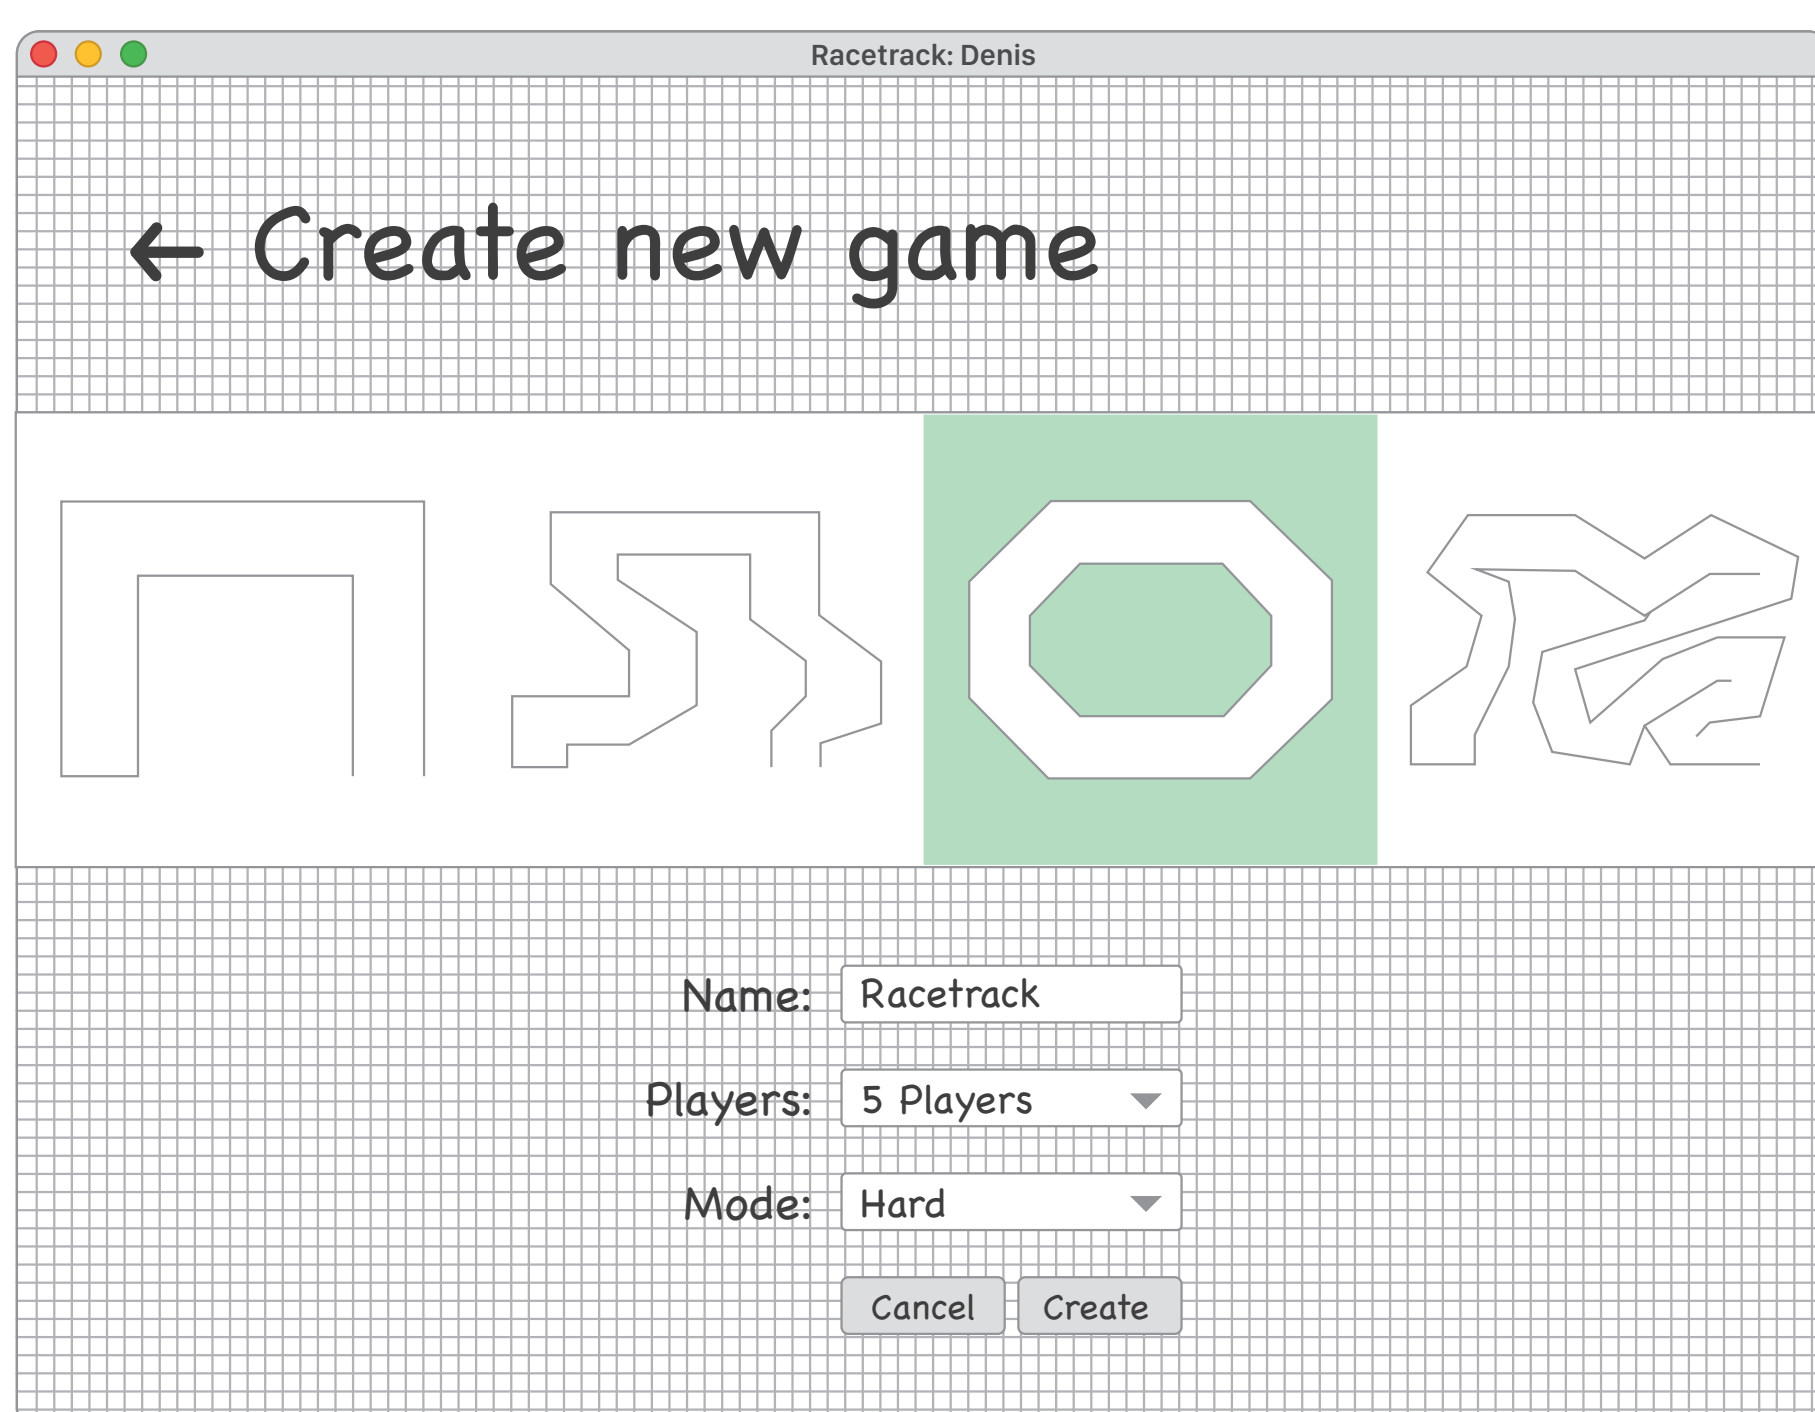 Racetrack: Denis
← Create new game
Name: Racetrack
Players: 5 Players
Mode: Hard
Cancel Create